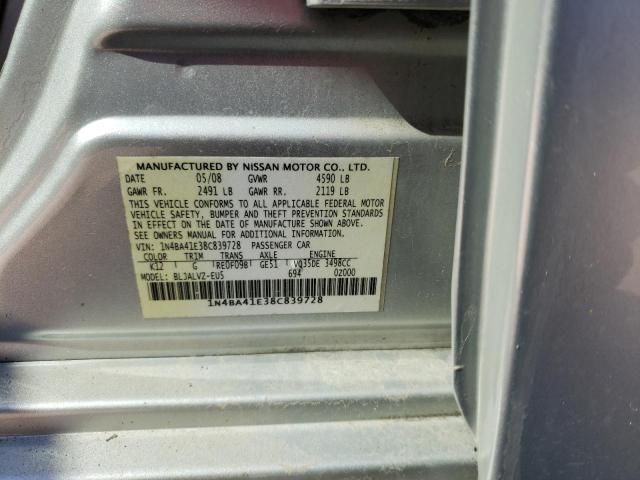 MANUFACTURED BY NISSAN MOTOR CO., LTD.
DATE 05/08 GVWR 4590 LB
GAWR FR. 2491 LB GAWR RR. 2119 LB
THIS VEHICLE CONFORMS TO ALL APPLICABLE FEDERAL MOTOR
VEHICLE SAFETY, BUMPER AND THEFT PREVENTION STANDARDS
IN EFFECT ON THE DATE OF MANUFACTURE SHOWN ABOVE.
SEE OWNERS MANUAL FOR ADDITIONAL INFORMATION
VIN: 1N4BA41E38C839728 PASSENGER CAR
COLOR TRIM TRANS AXLE ENGINE
K12 G RE0F09B GE51 VQ35DE 3498CC
MODEL: BLJALVZ-EUS 694 02000
1N4BA41E38C839728